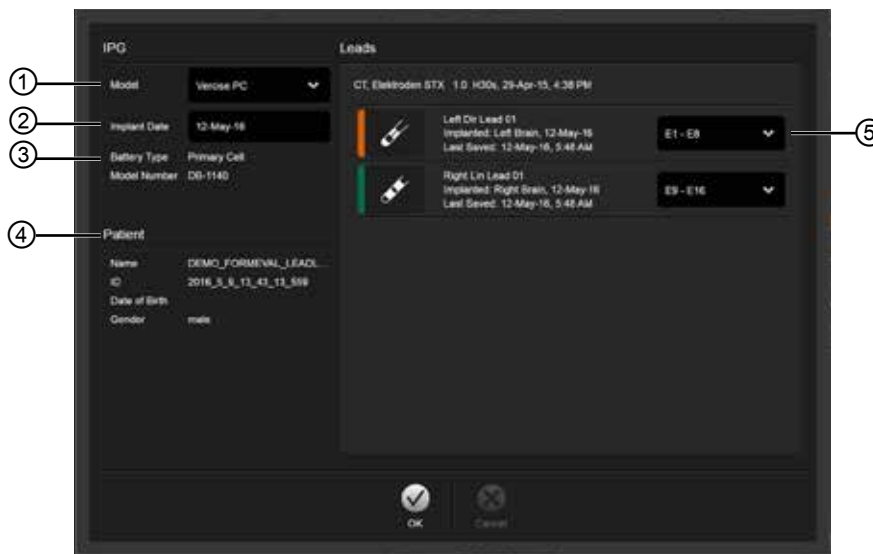 IPG
① Model Vercise PC
② Implant Date 12-May-16
③ Battery Type Primary Cell
Model Number DB-1140
④ Patient
Name DEMO_FORMEVAL_LEADL...
ID 2016_5_9_13_43_13_559
Date of Birth
Gender male
Leads
CT, Elektroden STX 1.0 H30s, 29-Apr-15, 4:38 PM
Left Dir Lead 01
Implanted: Left Brain, 12-May-16
Last Saved: 12-May-16, 5:48 AM
E1 - E8
⑤
Right Lin Lead 01
Implanted: Right Brain, 12-May-16
Last Saved: 12-May-16, 5:48 AM
E9 - E16
OK
Cancel